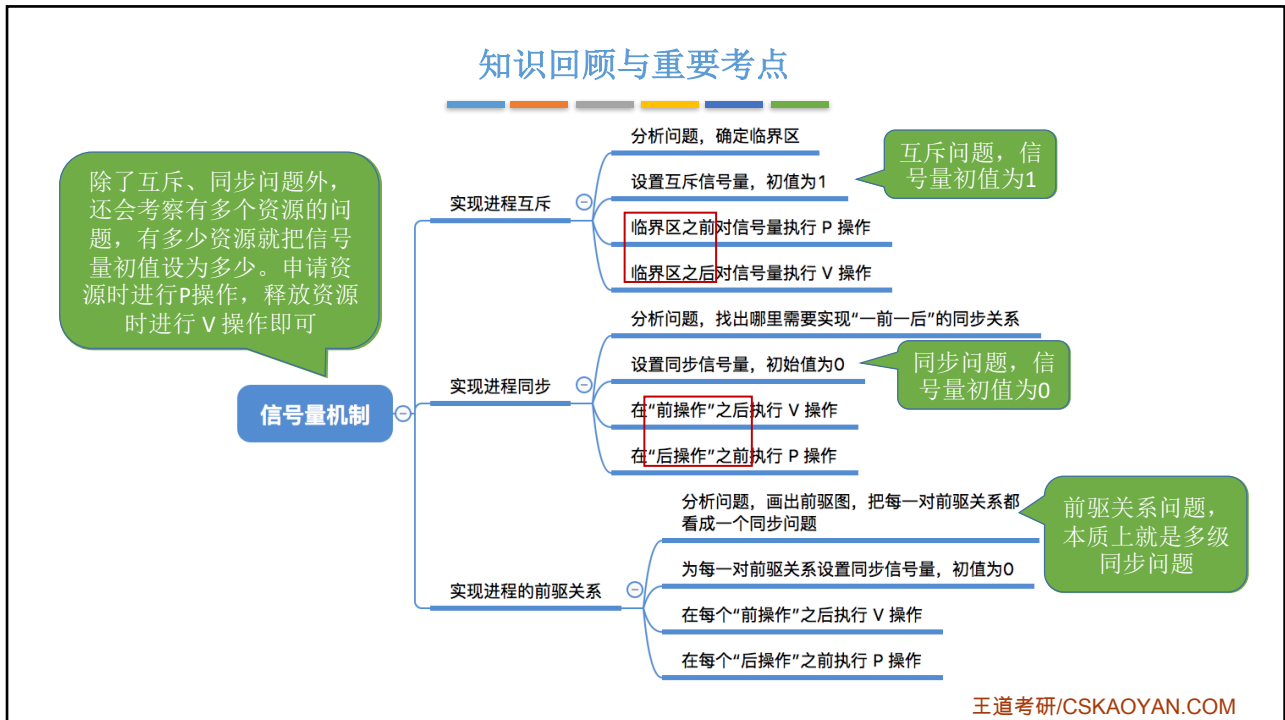 知识回顾与重要考点
除了互斥、同步问题外，
还会考察有多个资源的问
题，有多少资源就把信号
量初值设为多少。申请资
源时进行P操作，释放资源
时进行 V 操作即可
信号量机制
实现进程互斥
分析问题，确定临界区
设置互斥信号量，初值为1
临界区之前对信号量执行 P 操作
临界区之后对信号量执行 V 操作
互斥问题，信
号量初值为1
实现进程同步
分析问题，找出哪里需要实现“一前一后”的同步关系
设置同步信号量，初始值为0
在“前操作”之后执行 V 操作
在“后操作”之前执行 P 操作
同步问题，信
号量初值为0
实现进程的前驱关系
分析问题，画出前驱图，把每一对前驱关系都
看成一个同步问题
为每一对前驱关系设置同步信号量，初值为0
在每个“前操作”之后执行 V 操作
在每个“后操作”之前执行 P 操作
前驱关系问题，
本质上就是多级
同步问题
王道考研/CSKAOYAN.COM